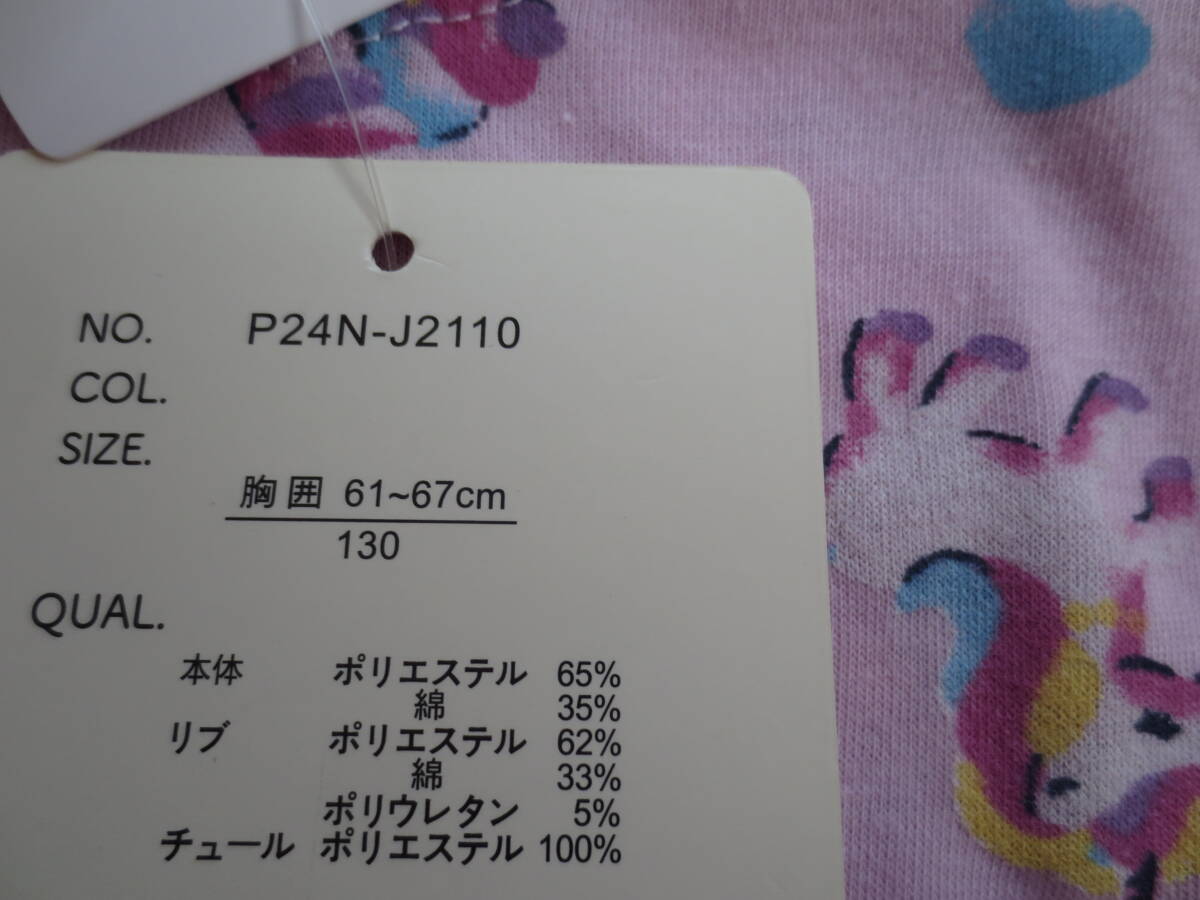 NO. P24N-J2110
COL.
SIZE.
胸囲 61~67cm
130
QUAL.
本体 ポリエステル 65%
綿 35%
リブ ポリエステル 62%
綿 33%
ポリウレタン 5%
チュール ポリエステル 100%